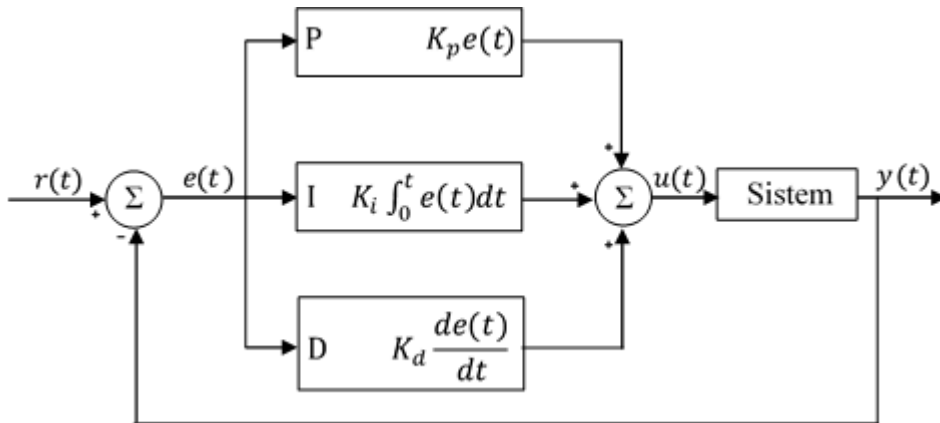 P K_p e(t)
r(t)
+
-
Σ
e(t)
I K_i ∫_0^t e(t)dt
+
+
+
Σ
u(t)
Sistem
y(t)
D K_d de(t)/dt